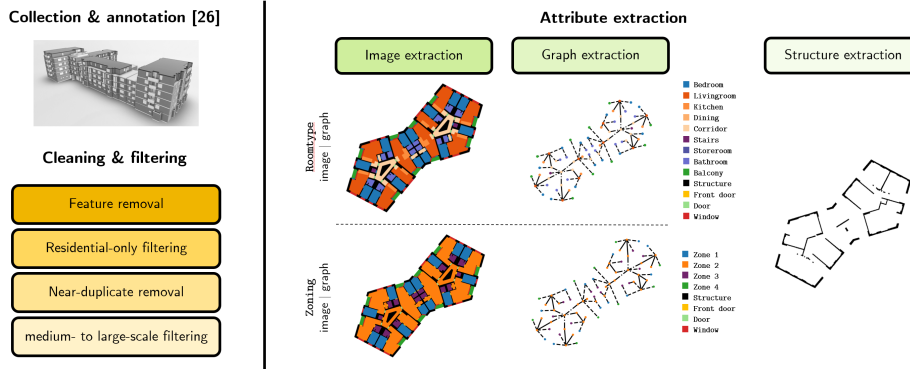 Collection & annotation [26]
Cleaning & filtering
Feature removal
Residential-only filtering
Near-duplicate removal
medium- to large-scale filtering
Attribute extraction
Image extraction
Graph extraction
Structure extraction
Roomtype
image | graph
Bedroom
Livingroom
Kitchen
Dining
Corridor
Stairs
Storeroom
Bathroom
Balcony
Structure
Front door
Door
Window
Zoning
image | graph
Zone 1
Zone 2
Zone 3
Zone 4
Structure
Front door
Door
Window